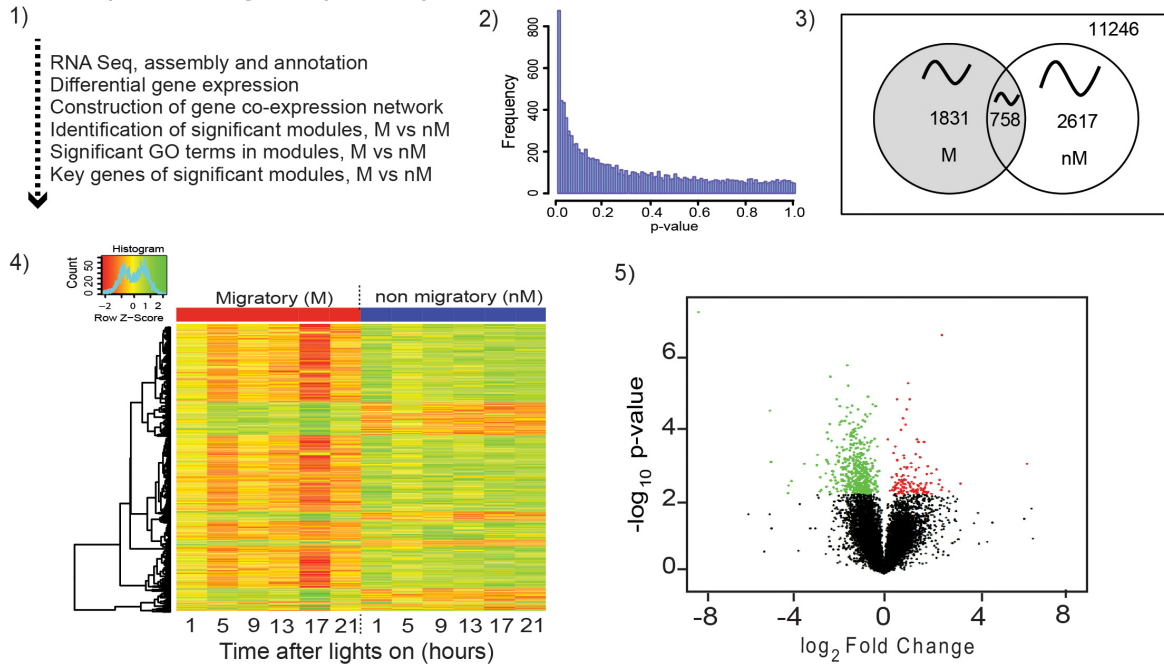 1)
RNA Seq, assembly and annotation
Differential gene expression
Construction of gene co-expression network
Identification of significant modules, M vs nM
Significant GO terms in modules, M vs nM
Key genes of significant modules, M vs nM
2)
Frequency
800
600
400
200
0
0.0 0.2 0.4 0.6 0.8 1.0
p-value
3)
11246
1831 758 2617
M nM
4)
Histogram
Count
0 20 50
−2 −1 0 1 2
Row Z−Score
Migratory (M) non migratory (nM)
1 5 9 13 17 21 1 5 9 13 17 21
Time after lights on (hours)
5)
-log10 p-value
6
4
2
0
-8 -4 0 4 8
log2 Fold Change